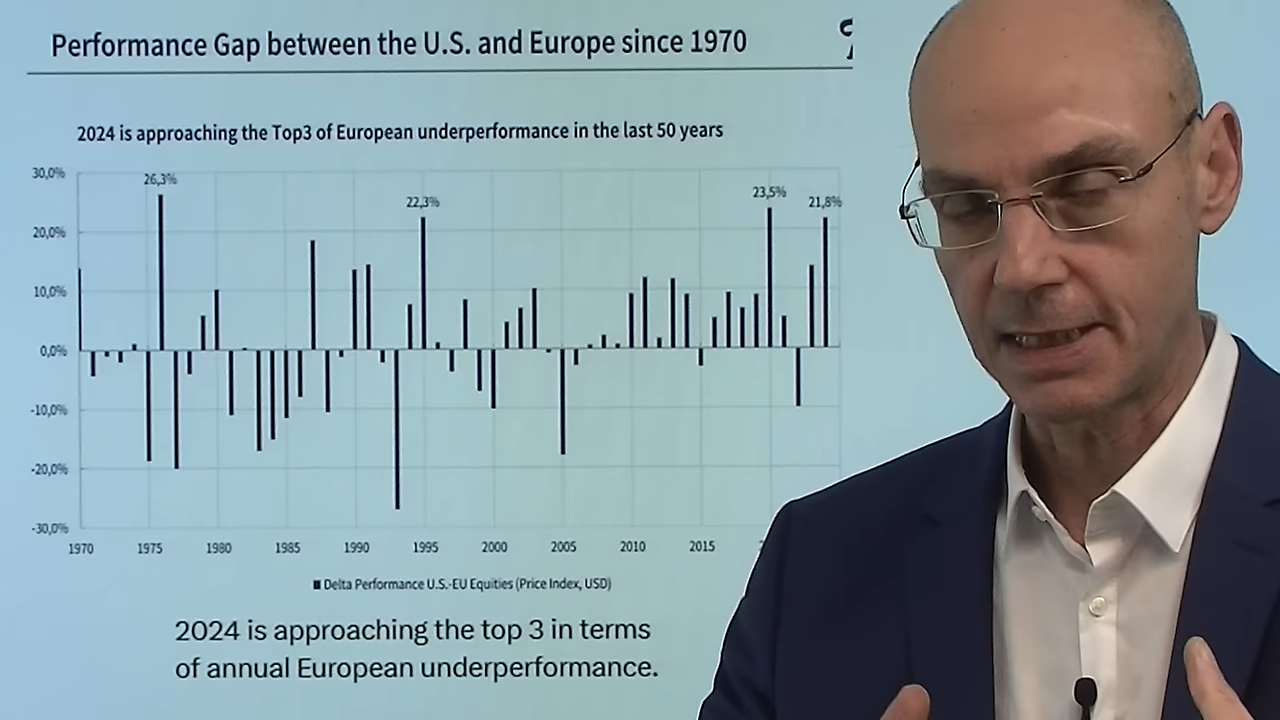 Performance Gap between the U.S. and Europe since 1970
2024 is approaching the Top3 of European underperformance in the last 50 years
30,0%
26,3%
22,3%
23,5%
21,8%
20,0%
10,0%
0,0%
-10,0%
-20,0%
-30,0%
1970 1975 1980 1985 1990 1995 2000 2005 2010 2015
Delta Performance U.S.-EU Equities (Price Index, USD)
2024 is approaching the top 3 in terms
of annual European underperformance.